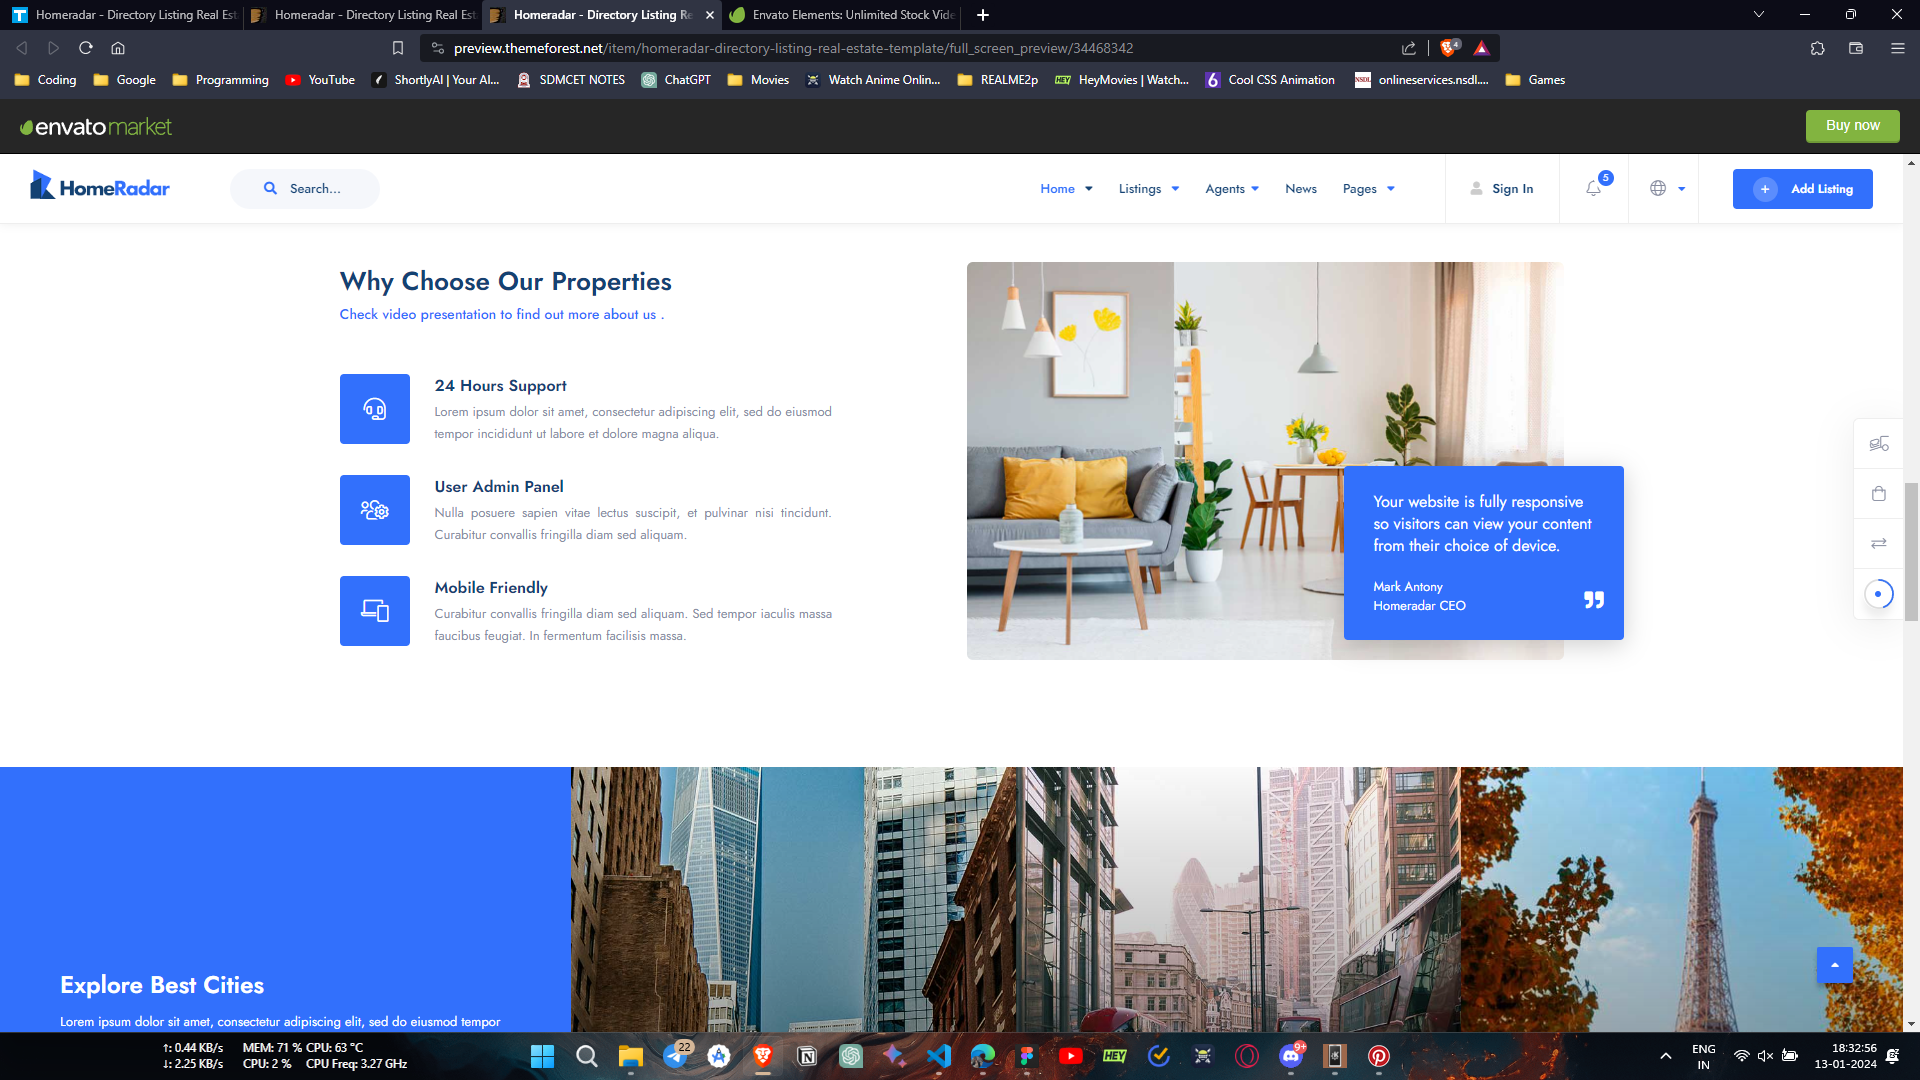 Homeradar - Directory Listing Real Est
Homeradar - Directory Listing Real Est
Homeradar - Directory Listing Re
Envato Elements: Unlimited Stock Vide
preview.themeforest.net/item/homeradar-directory-listing-real-estate-template/full_screen_preview/34468342
4
Coding
Google
Programming
YouTube
ShortlyAI | Your AI...
SDMCET NOTES
ChatGPT
Movies
Watch Anime Onlin...
REALME2p
HEY
HeyMovies | Watch...
Cool CSS Animation
NSDL
onlineservices.nsdl....
Games
envatomarket
Buy now
HomeRadar
Search...
Home
Listings
Agents
News
Pages
Sign In
5
Add Listing
Why Choose Our Properties
Check video presentation to find out more about us .
24 Hours Support
Lorem ipsum dolor sit amet, consectetur adipiscing elit, sed do eiusmod
tempor incididunt ut labore et dolore magna aliqua.
User Admin Panel
Nulla posuere sapien vitae lectus suscipit, et pulvinar nisi tincidunt.
Curabitur convallis fringilla diam sed aliquam.
Mobile Friendly
Curabitur convallis fringilla diam sed aliquam. Sed tempor iaculis massa
faucibus feugiat. In fermentum facilisis massa.
Your website is fully responsive
so visitors can view your content
from their choice of device.
Mark Antony
Homeradar CEO
Explore Best Cities
Lorem ipsum dolor sit amet, consectetur adipiscing elit, sed do eiusmod tempor
↑: 0.44 KB/s
↓: 2.25 KB/s
MEM: 71 % CPU: 63 °C
CPU: 2 % CPU Freq: 3.27 GHz
22
HEY
9+
ENG
IN
18:32:56
13-01-2024